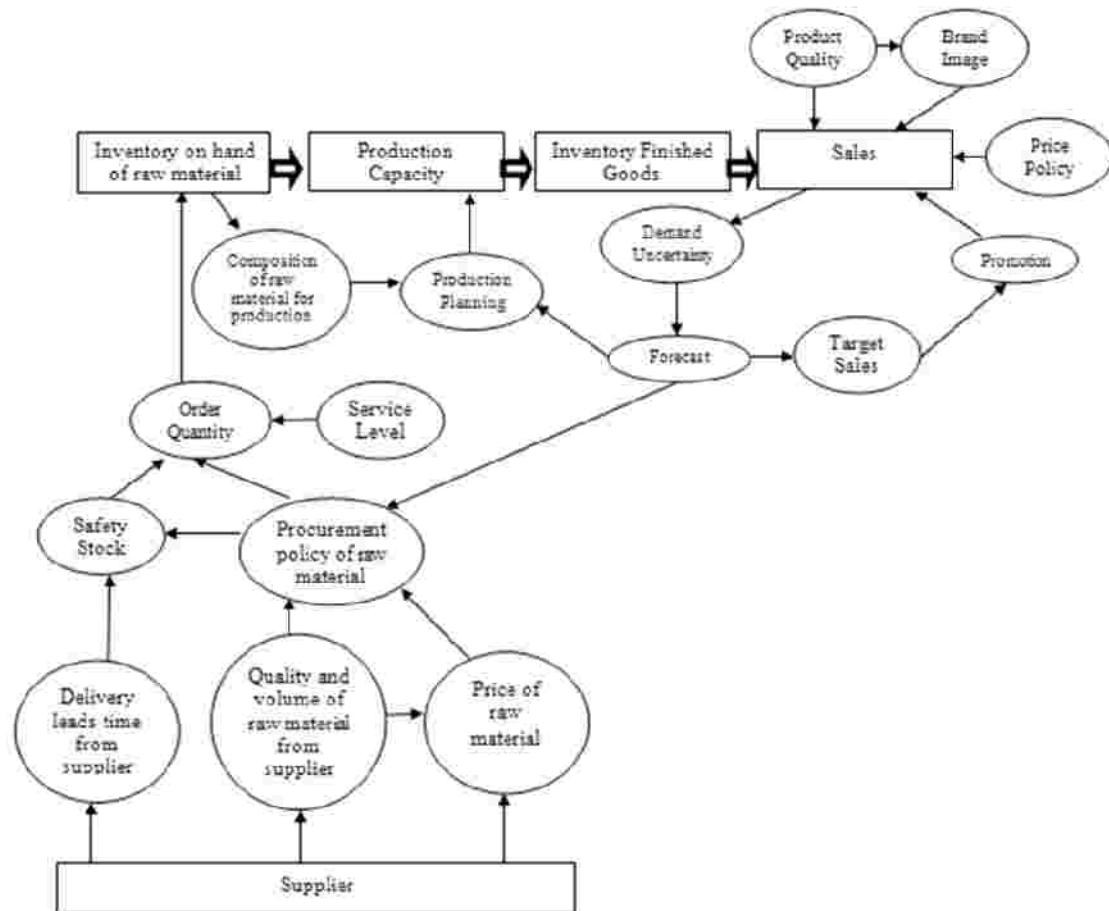 Product
Quality
Brand
Image
Inventory on hand
of raw material
Production
Capacity
Inventory Finished
Goods
Sales
Price
Policy
Demand
Uncertainty
Promotion
Composition
of raw
material for
production
Production
Planning
Forecast
Target
Sales
Order
Quantity
Service
Level
Safety
Stock
Procurement
policy of raw
material
Delivery
leads time
from
supplier
Quality and
volume of
raw material
from
supplier
Price of
raw
material
Supplier